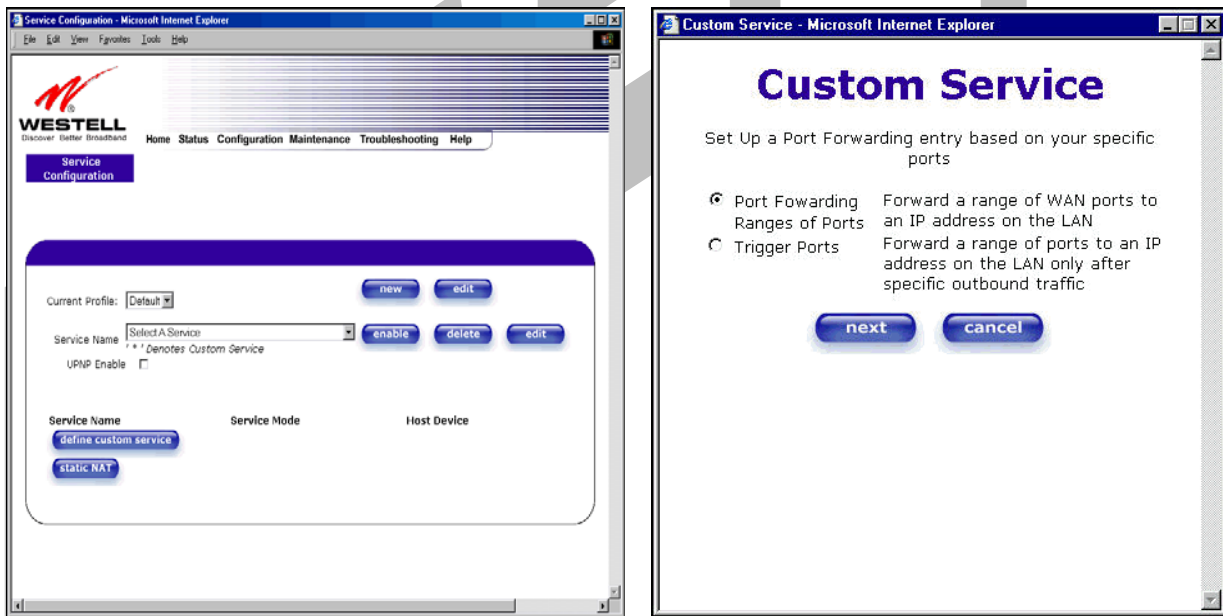 Service Configuration - Microsoft Internet Explorer
File Edit View Favorites Tools Help
WESTELL
Discover Better Broadband
Home Status Configuration Maintenance Troubleshooting Help
Service
Configuration
Current Profile: Default
new edit
Service Name Select A Service
enable delete edit
' * ' Denotes Custom Service
UPNP Enable
Service Name Service Mode Host Device
define custom service
static NAT
Custom Service - Microsoft Internet Explorer
Custom Service
Set Up a Port Forwarding entry based on your specific
ports
Port Fowarding Forward a range of WAN ports to
Ranges of Ports an IP address on the LAN
Trigger Ports Forward a range of ports to an IP
address on the LAN only after
specific outbound traffic
next cancel